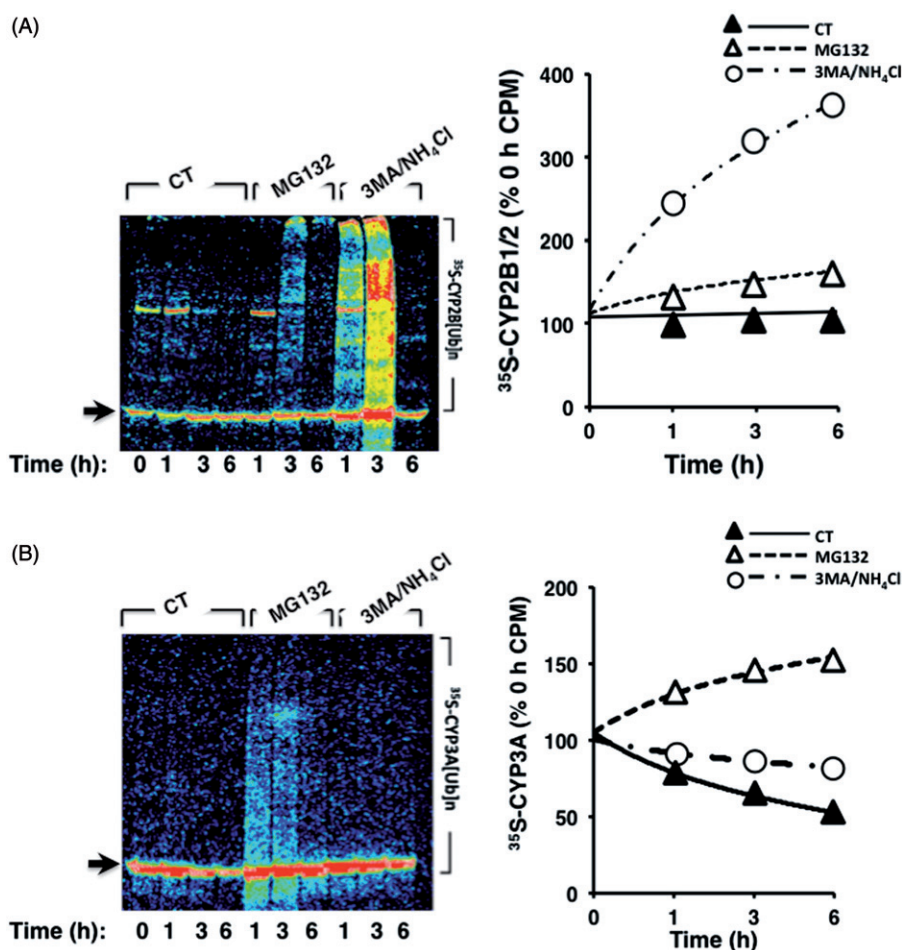 (A)
CT
MG132
3MA/NH₄Cl
³⁵S-CYP2B[Ub]n
Time (h): 0 1 3 6 1 3 6 1 3 6
CT
MG132
3MA/NH₄Cl
³⁵S-CYP2B1/2 (% 0 h CPM)
400
300
200
100
0
0 1 3 6
Time (h)
(B)
CT
MG132
3MA/NH₄Cl
³⁵S-CYP3A[Ub]n
Time (h): 0 1 3 6 1 3 6 1 3 6
CT
MG132
3MA/NH₄Cl
³⁵S-CYP3A (% 0 h CPM)
200
150
100
50
0
0 1 3 6
Time (h)